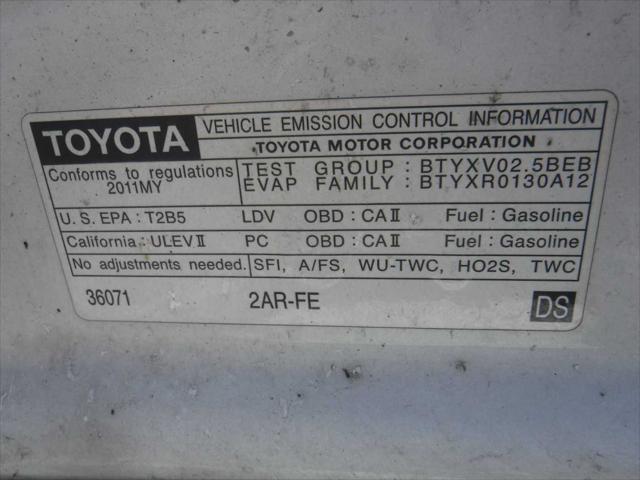 TOYOTA VEHICLE EMISSION CONTROL INFORMATION
TOYOTA MOTOR CORPORATION
Conforms to regulations TEST GROUP : BTYXV02.5BEB
2011MY EVAP FAMILY : BTYXR0130A12
U.S. EPA : T2B5 LDV OBD : CAⅡ Fuel : Gasoline
California : ULEVⅡ PC OBD : CAⅡ Fuel : Gasoline
No adjustments needed. SFI, A/FS, WU-TWC, HO2S, TWC
36071 2AR-FE DS